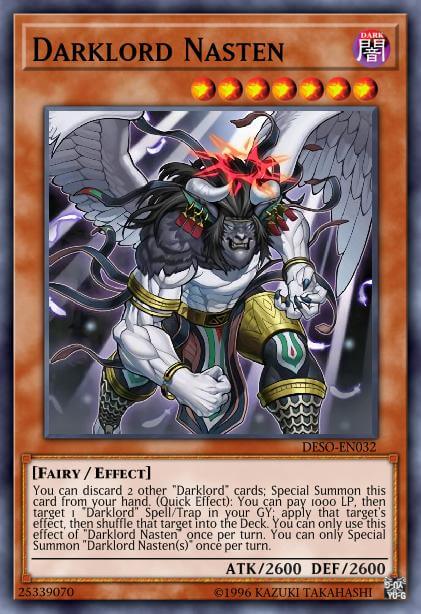 Darklord Nasten
DARK
闇
DESO-EN032
[Fairy / Effect]
You can discard 2 other "Darklord" cards; Special Summon this
card from your hand. (Quick Effect): You can pay 1000 LP, then
target 1 "Darklord" Spell/Trap in your GY; apply that target's
effect, then shuffle that target into the Deck. You can only use this
effect of "Darklord Nasten" once per turn. You can only Special
Summon "Darklord Nasten(s)" once per turn.
ATK/2600 DEF/2600
25339070
©1996 KAZUKI TAKAHASHI